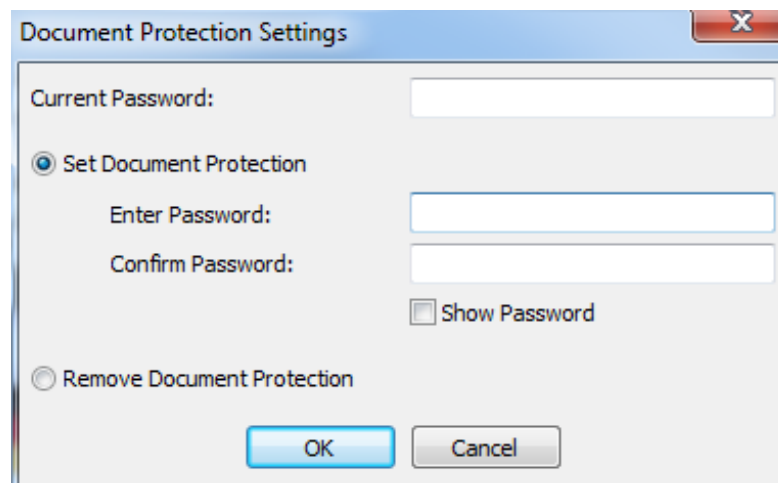 Document Protection Settings
Current Password:
Set Document Protection
Enter Password:
Confirm Password:
Show Password
Remove Document Protection
OK Cancel